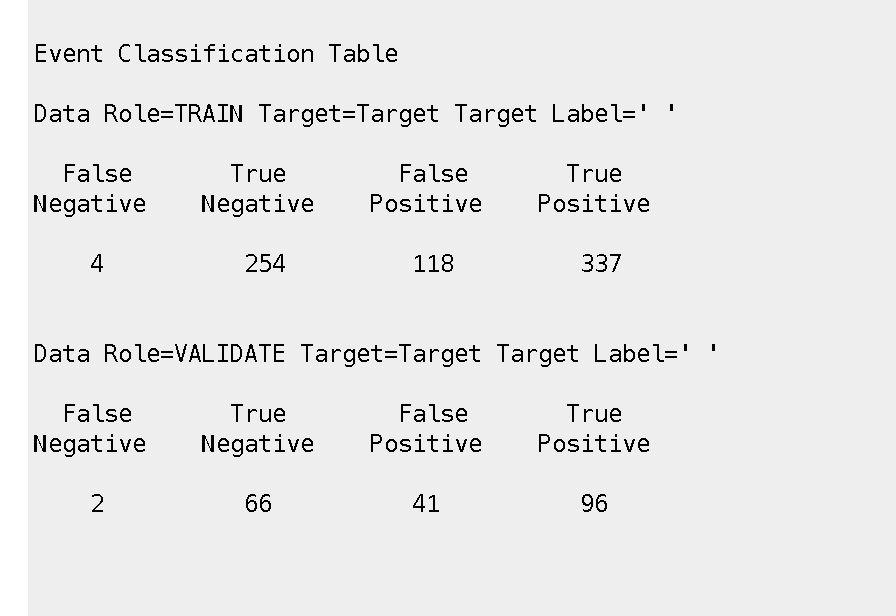 Event Classification Table
Data Role=TRAIN Target=Target Target Label=' '
False True False True
Negative Negative Positive Positive
4 254 118 337
Data Role=VALIDATE Target=Target Target Label=' '
False True False True
Negative Negative Positive Positive
2 66 41 96